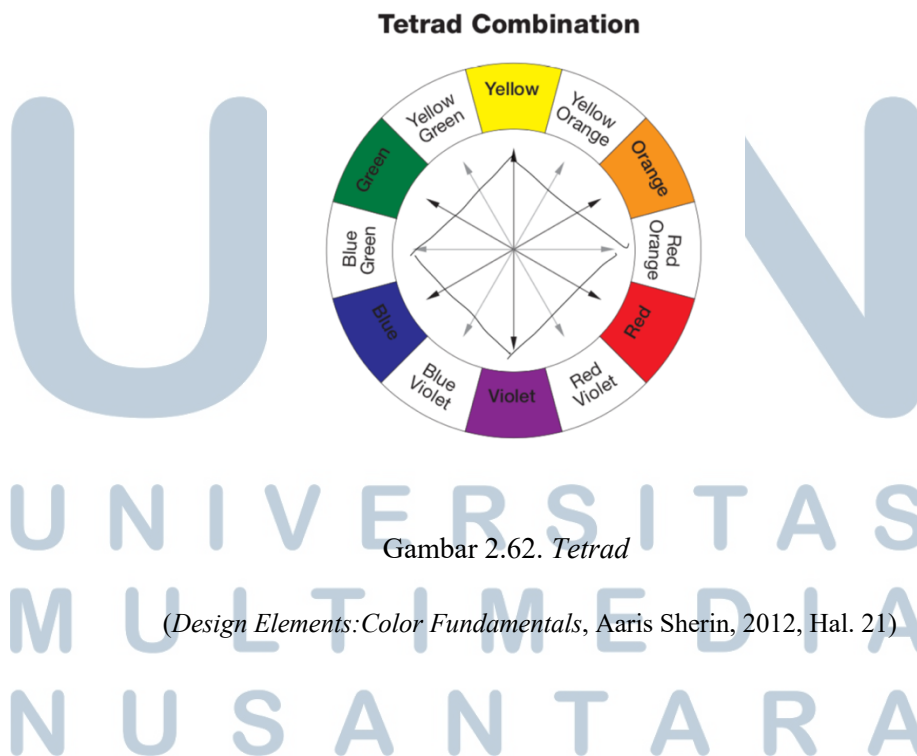 Tetrad Combination
Yellow
Yellow
Orange
Orange
Red
Orange
Red
Red
Violet
Violet
Blue
Violet
Blue
Blue
Green
Green
Yellow
Green
U N
UNIVERSITAS
Gambar 2.62. Tetrad
MULTIMEDIA
(Design Elements:Color Fundamentals, Aaris Sherin, 2012, Hal. 21)
NUSANTARA